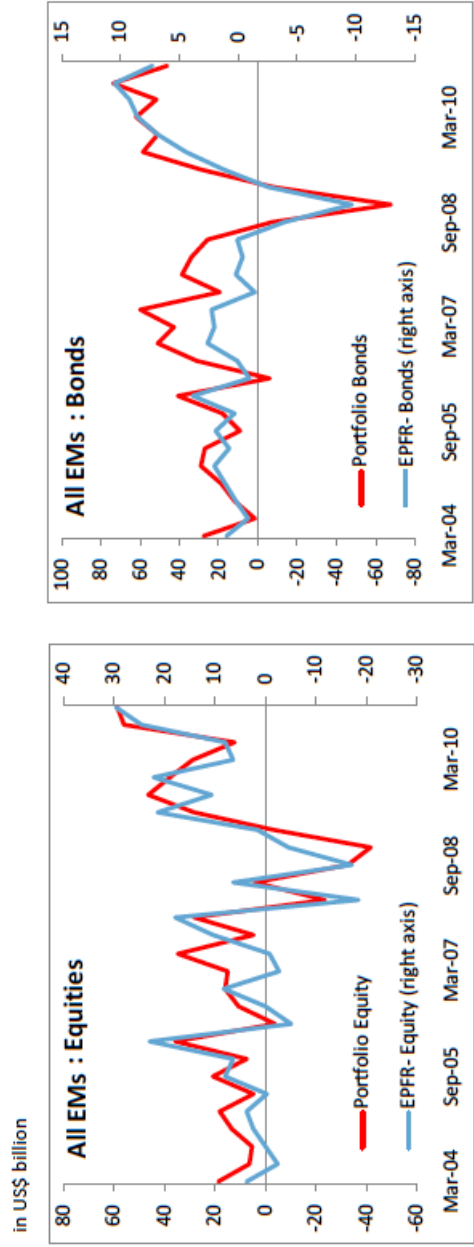 in US$ billion
All EMs : Equities
80
60
40
20
0
-20
-40
-60
40
30
20
10
0
-10
-20
-30
Portfolio Equity
EPFR- Equity (right axis)
Mar-04
Sep-05
Mar-07
Sep-08
Mar-10
All EMs : Bonds
100
80
60
40
20
0
-20
-40
-60
-80
15
10
5
0
-5
-10
-15
Portfolio Bonds
EPFR- Bonds (right axis)
Mar-04
Sep-05
Mar-07
Sep-08
Mar-10